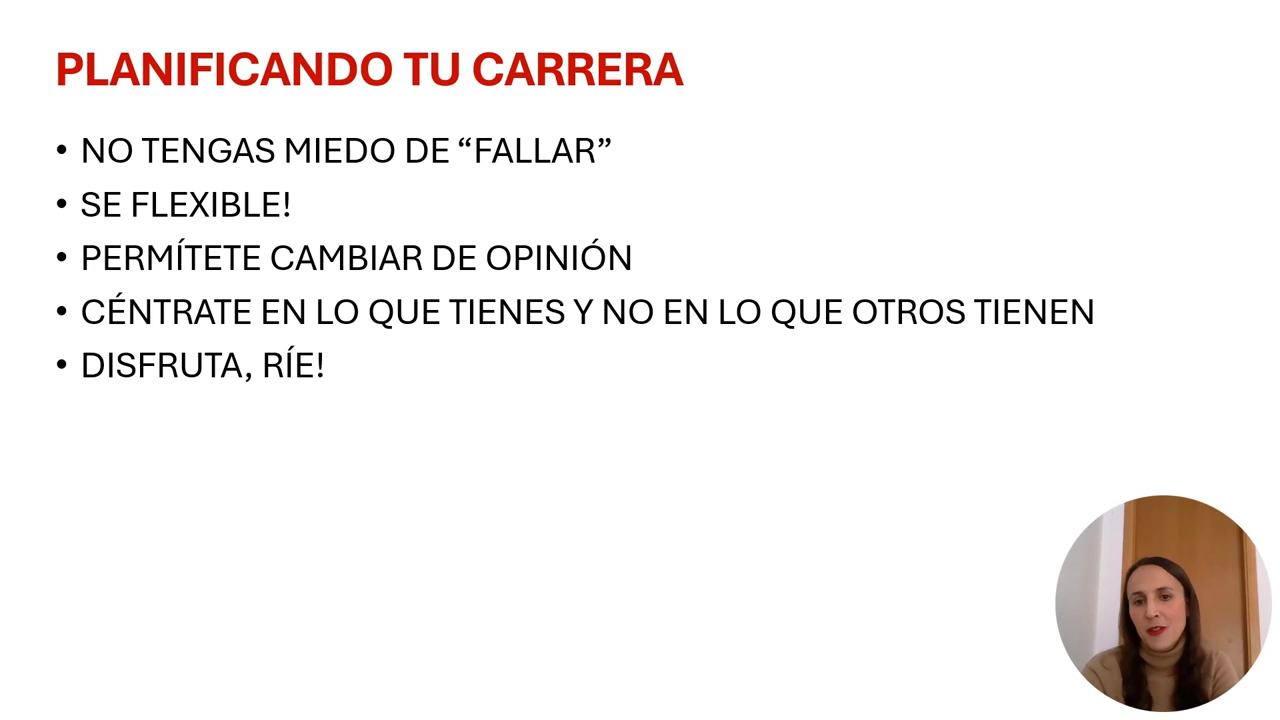 PLANIFICANDO TU CARRERA
• NO TENGAS MIEDO DE “FALLAR”
• SE FLEXIBLE!
• PERMÍTETE CAMBIAR DE OPINIÓN
• CÉNTRATE EN LO QUE TIENES Y NO EN LO QUE OTROS TIENEN
• DISFRUTA, RÍE!